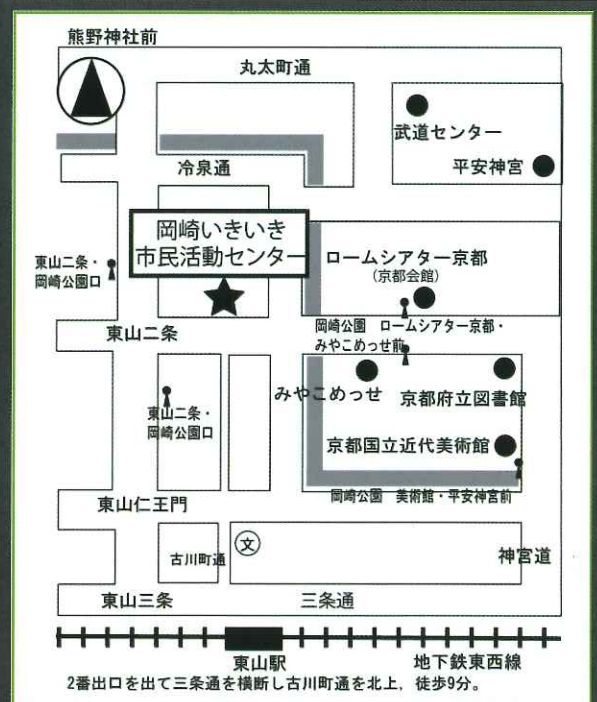 熊野神社前
丸太町通
武道センター
平安神宮
冷泉通
岡崎いきいき
市民活動センター
東山二条・
岡崎公園口
ロームシアター京都
(京都会館)
岡崎公園 ロームシアター京都・
みやこめっせ前
東山二条
みやこめっせ
京都府立図書館
東山二条・
岡崎公園口
京都国立近代美術館
岡崎公園 美術館・平安神宮前
東山仁王門
文
古川町通
神宮道
東山三条
三条通
東山駅
地下鉄東西線
2番出口を出て三条通を横断し古川町通を北上, 徒歩9分。